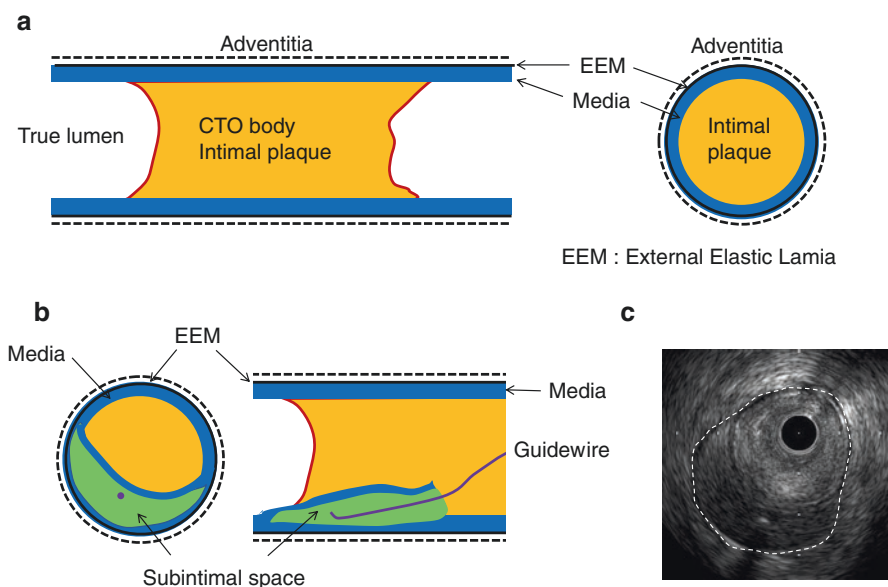 a
Adventitia
EEM
Media
True lumen
CTO body
Intimal plaque
Adventitia
Intimal
plaque
EEM : External Elastic Lamia
b
EEM
Media
Media
Guidewire
Subintimal space
c